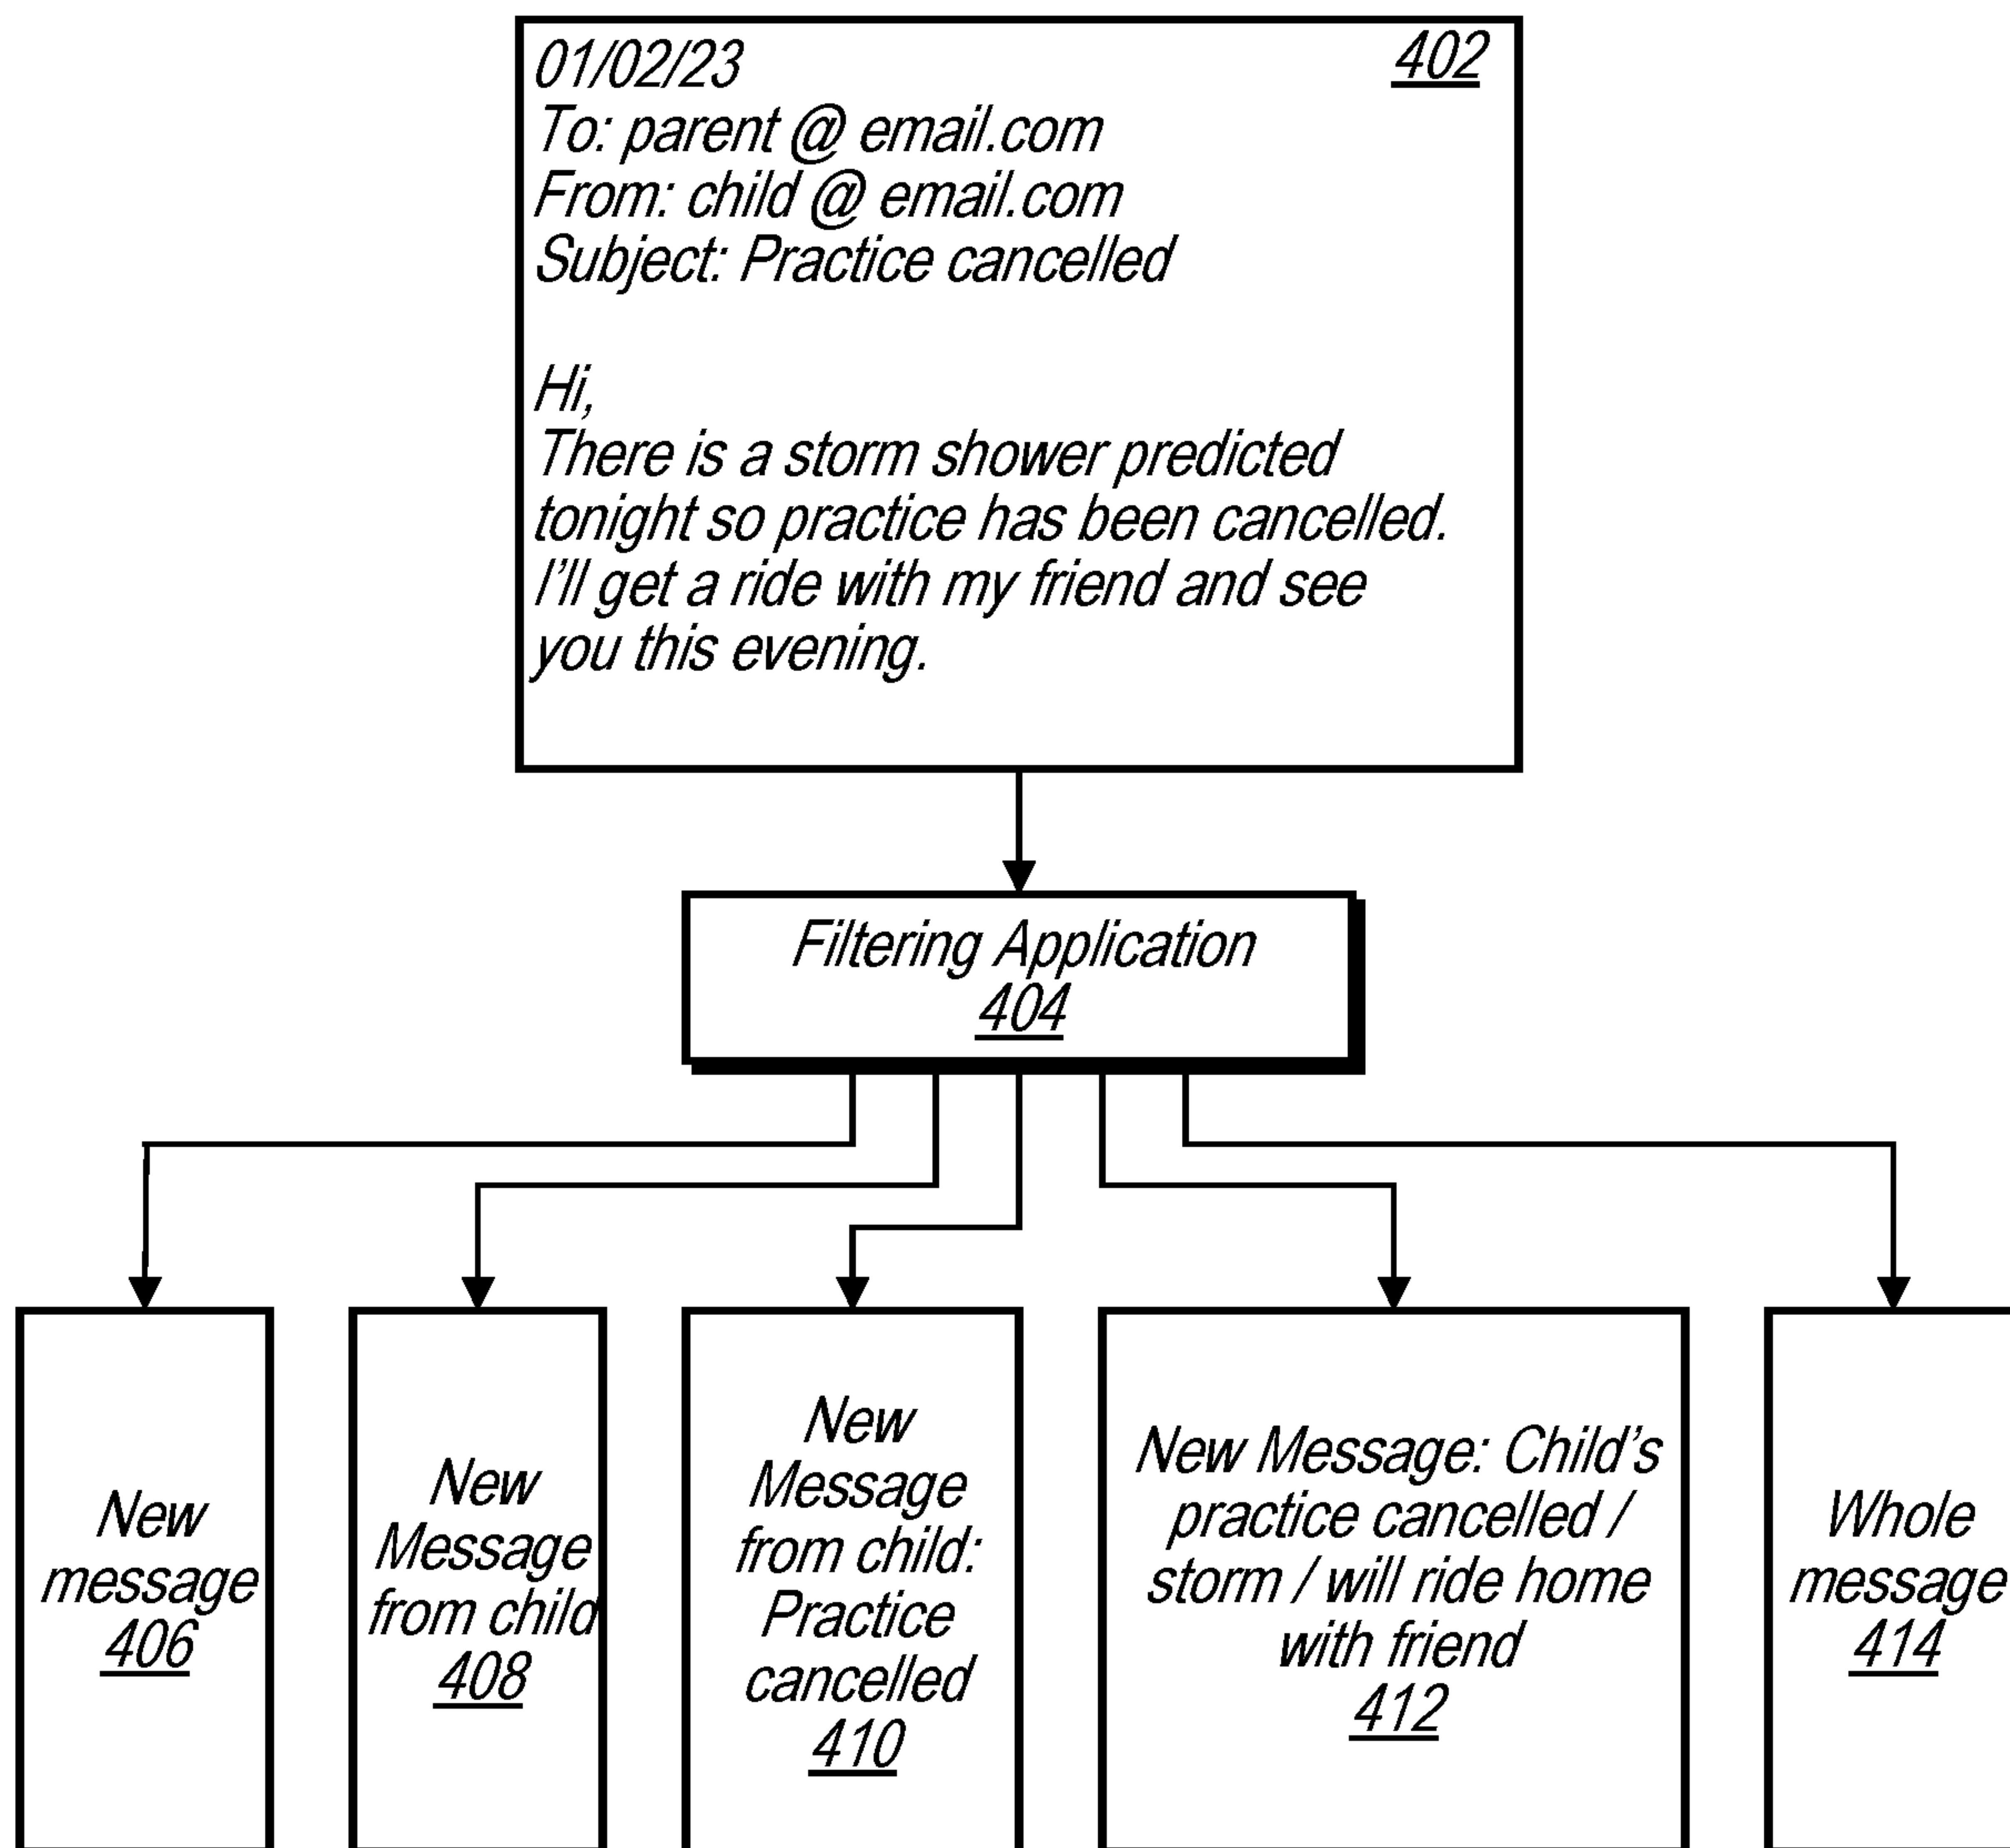 01/02/23 402
To: parent @ email.com
From: child @ email.com
Subject: Practice cancelled
Hi,
There is a storm shower predicted
tonight so practice has been cancelled.
I'll get a ride with my friend and see
you this evening.
Filtering Application
404
New
message
406
New
Message
from child
408
New
Message
from child:
Practice
cancelled
410
New Message: Child's
practice cancelled /
storm / will ride home
with friend
412
Whole
message
414